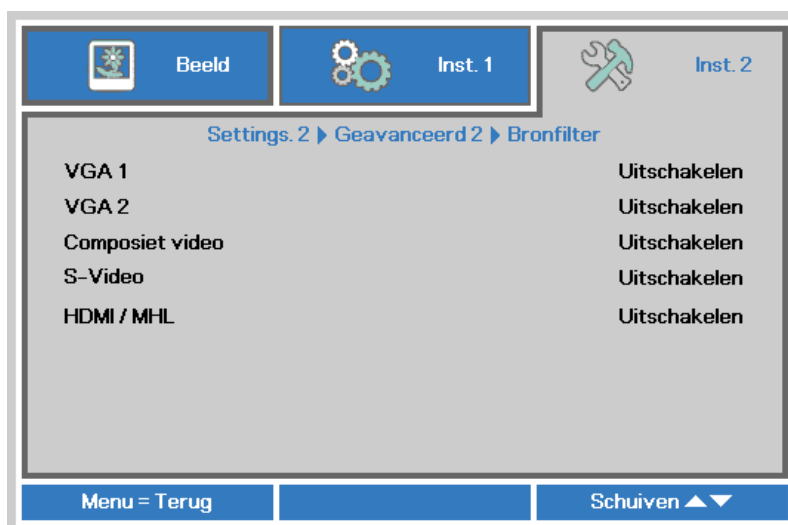 Beeld Inst. 1 Inst. 2
Settings. 2 ▶ Geavanceerd 2 ▶ Bronfilter
VGA 1 Uitschakelen
VGA 2 Uitschakelen
Composiet video Uitschakelen
S-Video Uitschakelen
HDMI / MHL Uitschakelen
Menu = Terug Schuiven ▲▼